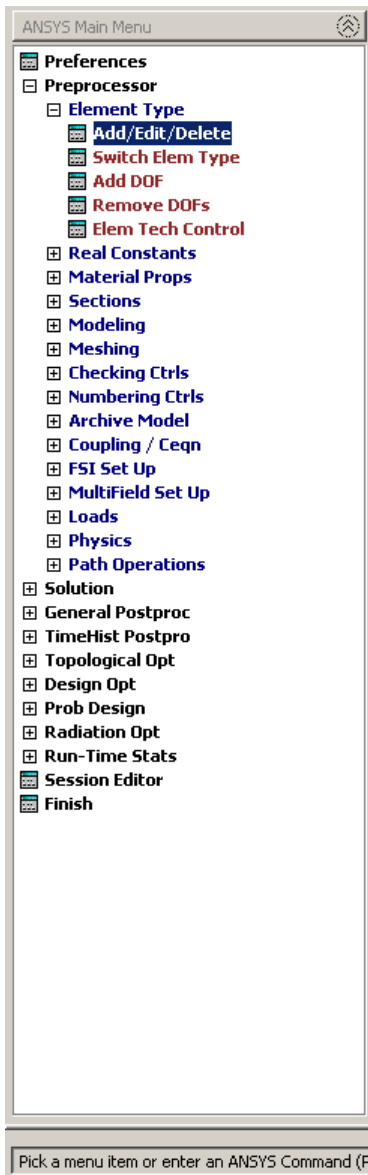 ANSYS Main Menu
Preferences
Preprocessor
Element Type
Add/Edit/Delete
Switch Elem Type
Add DOF
Remove DOFs
Elem Tech Control
Real Constants
Material Props
Sections
Modeling
Meshing
Checking Ctrls
Numbering Ctrls
Archive Model
Coupling / Ceqn
FSI Set Up
MultiField Set Up
Loads
Physics
Path Operations
Solution
General Postproc
TimeHist Postpro
Topological Opt
Design Opt
Prob Design
Radiation Opt
Run-Time Stats
Session Editor
Finish
Pick a menu item or enter an ANSYS Command (P